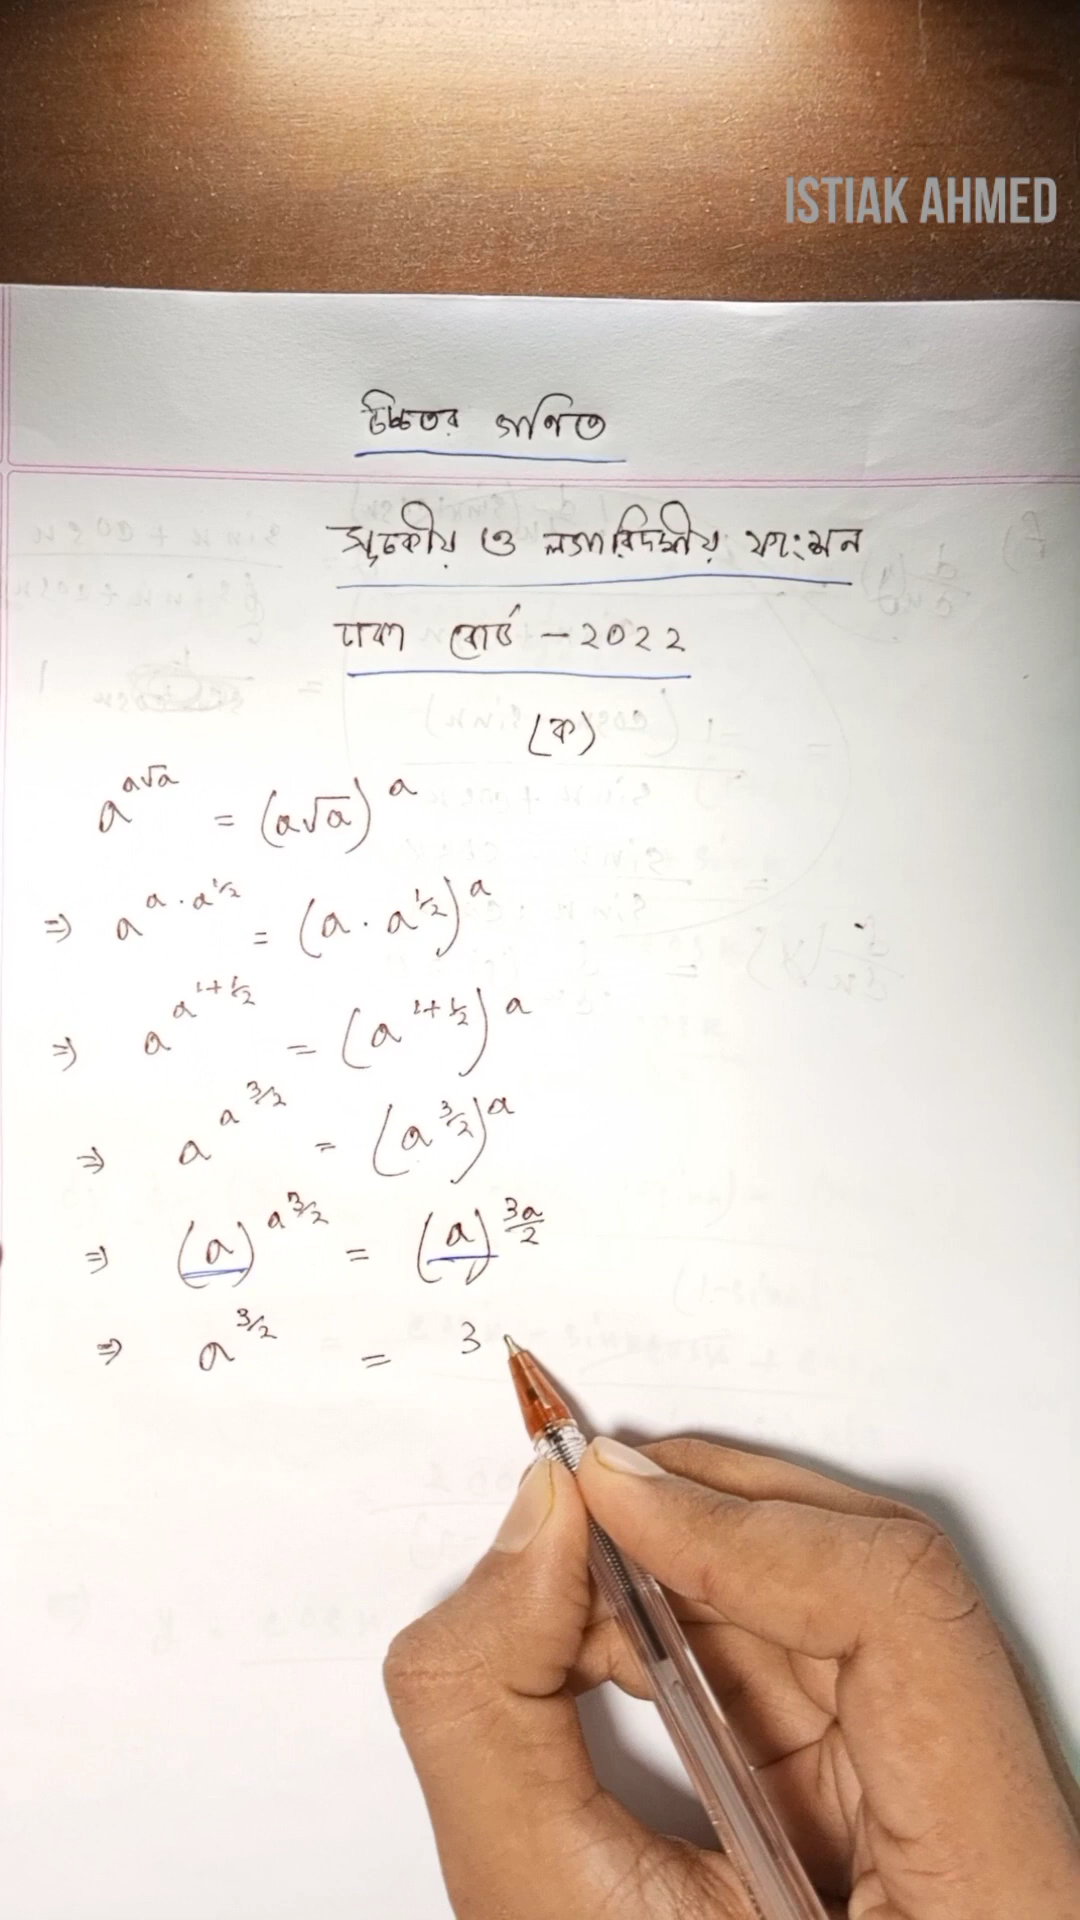 ISTIAK AHMED
উচ্চতর গণিত
সূচকীয় ও লগারিদমীয় ফাংশন
ঢাকা বোর্ড - ২০২২
(ক)
a^{a√a} = (a√a)^a
⇒ a^{a · a^{1/2}} = (a · a^{1/2})^a
⇒ a^{a^{1+1/2}} = (a^{1+1/2})^a
⇒ a^{a^{3/2}} = (a^{3/2})^a
⇒ (a)^{a^{3/2}} = (a)^{3a/2}
⇒ a^{3/2} = 3